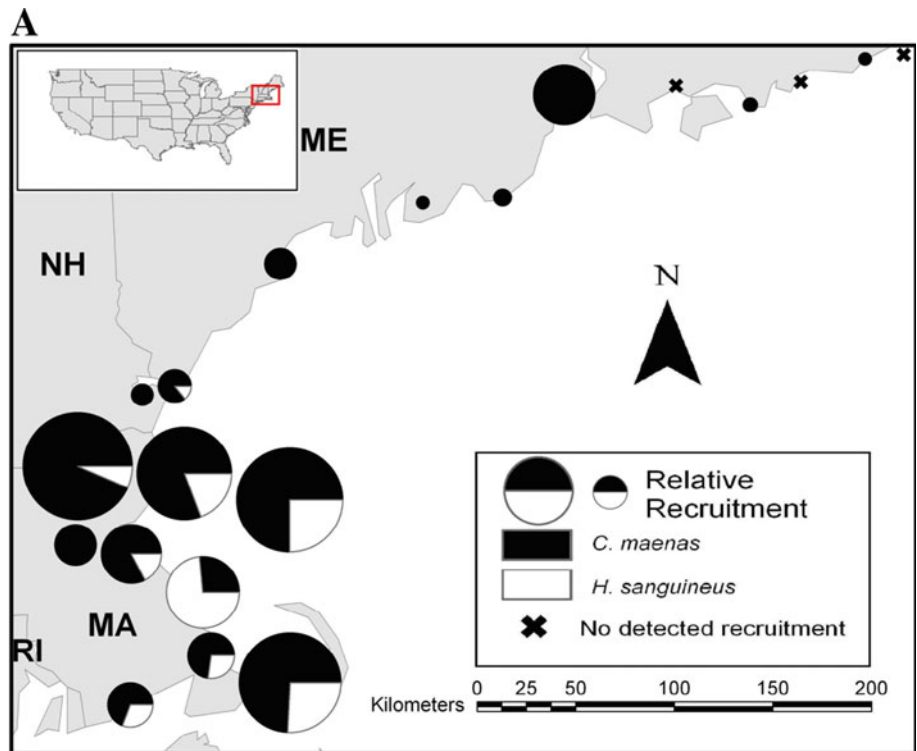 A
ME
NH
N
MA
RI
Relative
Recruitment
C. maenas
H. sanguineus
No detected recruitment
Kilometers
0 25 50 100 150 200